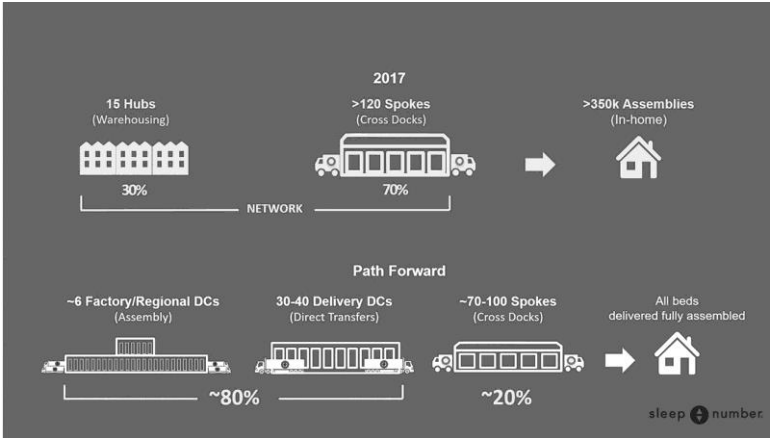 2017
15 Hubs
(Warehousing)
>120 Spokes
(Cross Docks)
>350k Assemblies
(In-home)
30%
70%
NETWORK
Path Forward
~6 Factory/Regional DCs
(Assembly)
30-40 Delivery DCs
(Direct Transfers)
~70-100 Spokes
(Cross Docks)
All beds
delivered fully assembled
~80%
~20%
sleep number.